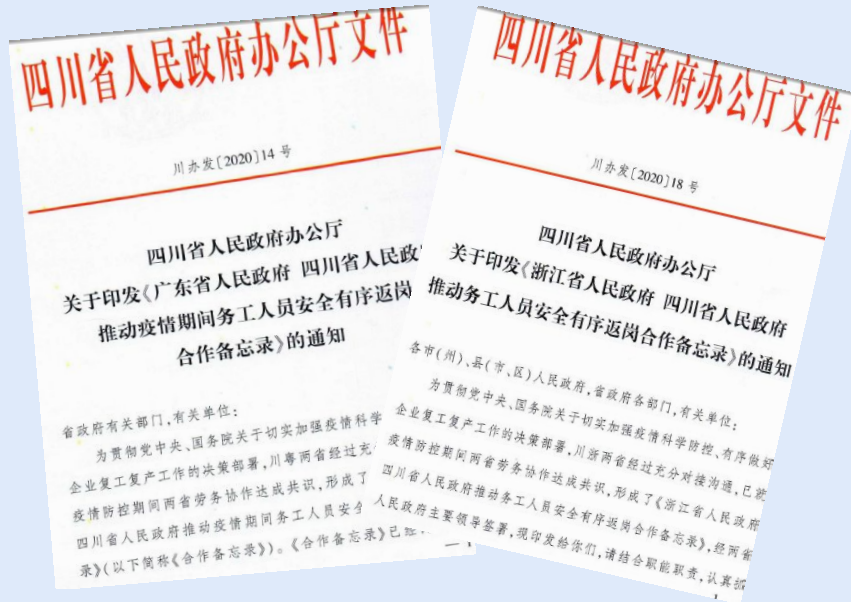 四川省人民政府办公厅文件
川办发〔2020〕14 号
四川省人民政府办公厅
关于印发《广东省人民政府 四川省人民政
推动疫情期间务工人员安全有序返岗
合作备忘录》的通知
省政府有关部门,有关单位:
为贯彻党中央、国务院关于切实加强疫情科学
企业复工复产工作的决策部署,川粤两省经过充
疫情防控期间两省劳务协作达成共识,形成了
四川省人民政府推动疫情期间务工人员安全
录》(以下简称《合作备忘录》)。《合作备忘录》已经
四川省人民政府办公厅文件
川办发〔2020〕18 号
四川省人民政府办公厅
关于印发《浙江省人民政府 四川省人民政府
推动务工人员安全有序返岗合作备忘录》的通知
各市(州)、县(市、区)人民政府,省政府各部门,有关单位:
为贯彻党中央、国务院关于切实加强疫情科学防控、有序做好
企业复工复产工作的决策部署,川浙两省经过充分对接沟通,已就
疫情防控期间两省劳务协作达成共识,形成了《浙江省人民政府
四川省人民政府推动务工人员安全有序返岗合作备忘录》,经两省
人民政府主要领导签署,现印发给你们,请结合职能职责,认真抓